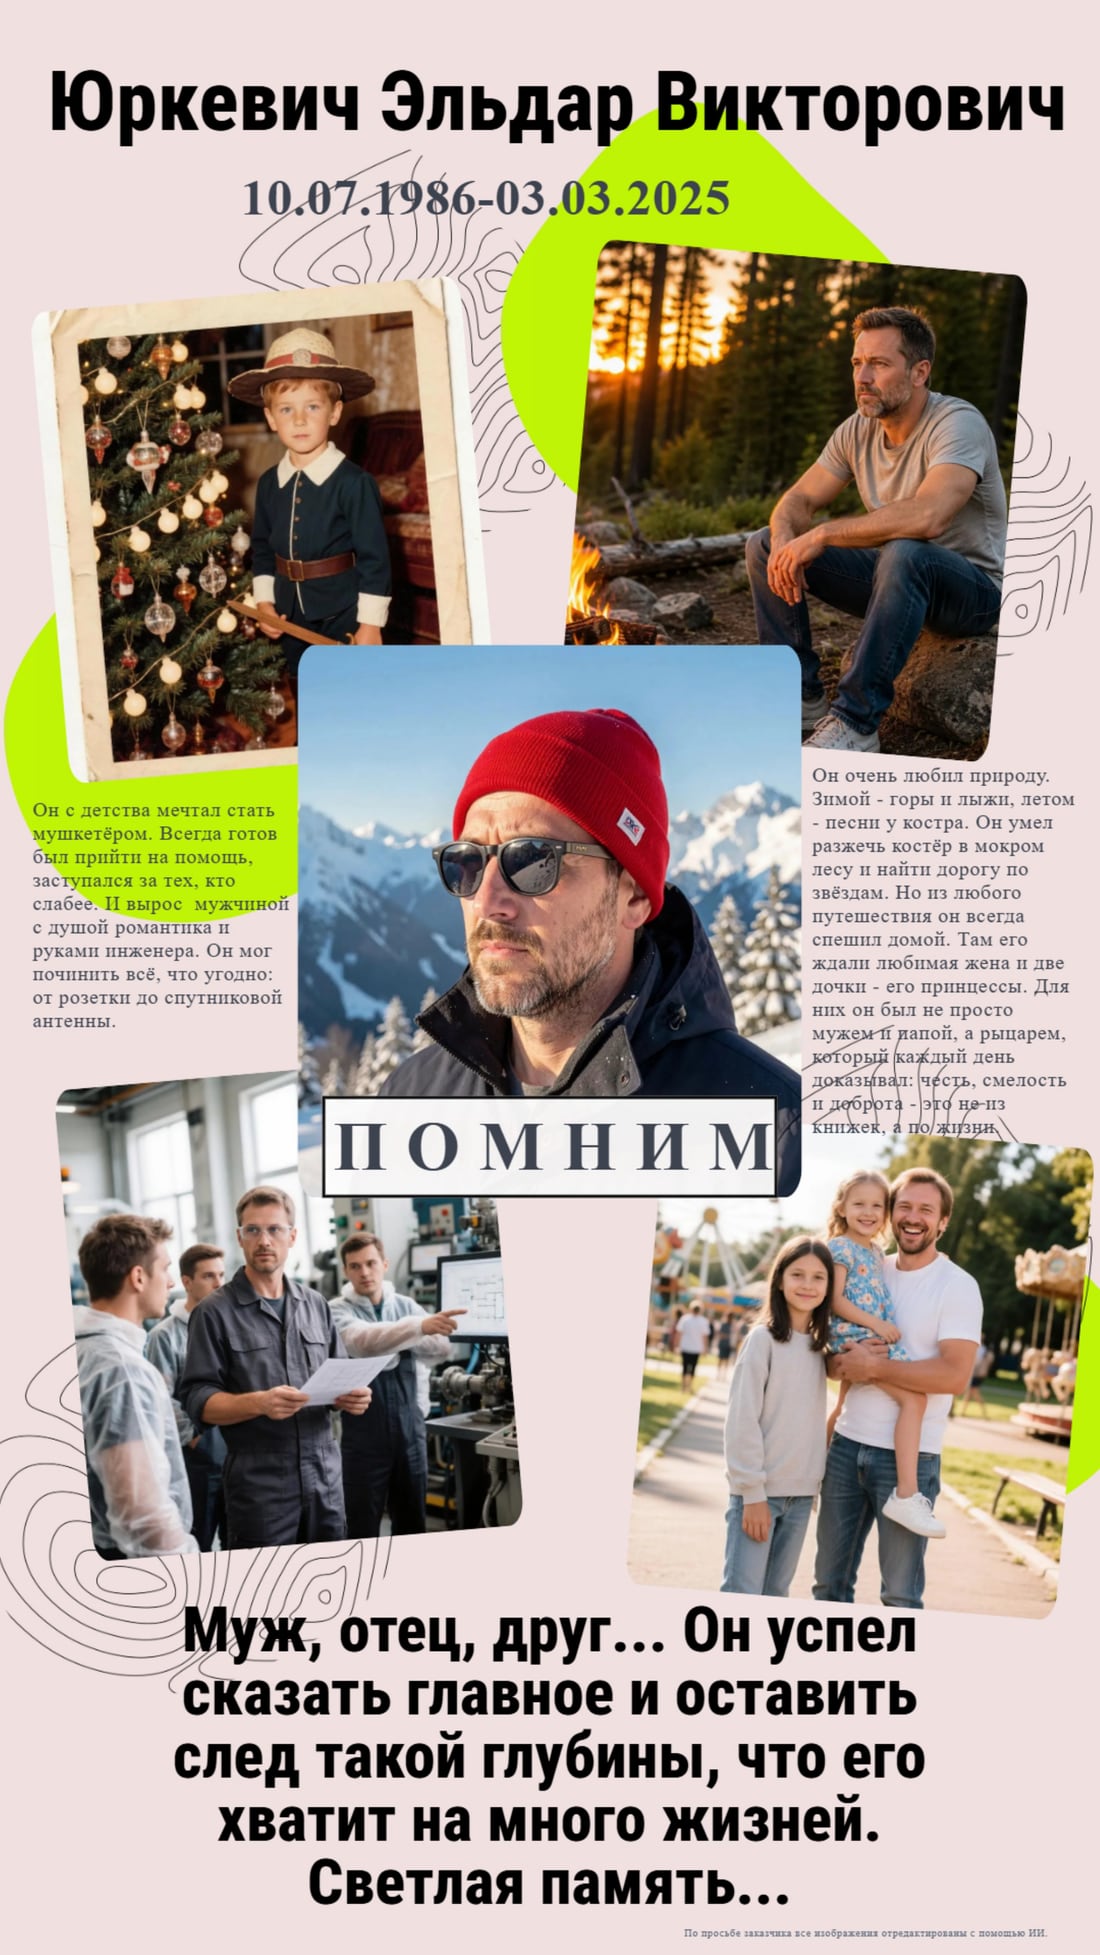 Юркевич Эльдар Викторович
10.07.1986-03.03.2025
Он с детства мечтал стать
мушкетёром. Всегда готов
был прийти на помощь,
заступался за тех, кто
слабее. И вырос мужчиной
с душой романтика и
руками инженера. Он мог
починить всё, что угодно:
от розетки до спутниковой
антенны.
Он очень любил природу.
Зимой - горы и лыжи, летом
- песни у костра. Он умел
разжечь костёр в мокром
лесу и найти дорогу по
звёздам. Но из любого
путешествия он всегда
спешил домой. Там его
ждали любимая жена и две
дочки - его принцессы. Для
них он был не просто
мужем и папой, а рыцарем,
который каждый день
доказывал: честь, смелость
и доброта - это не из
книжек, а по жизни
ПОМНИМ
Муж, отец, друг... Он успел
сказать главное и оставить
след такой глубины, что его
хватит на много жизней.
Светлая память...
По просьбе заказчика все изображения отредактированы с помощью ИИ.